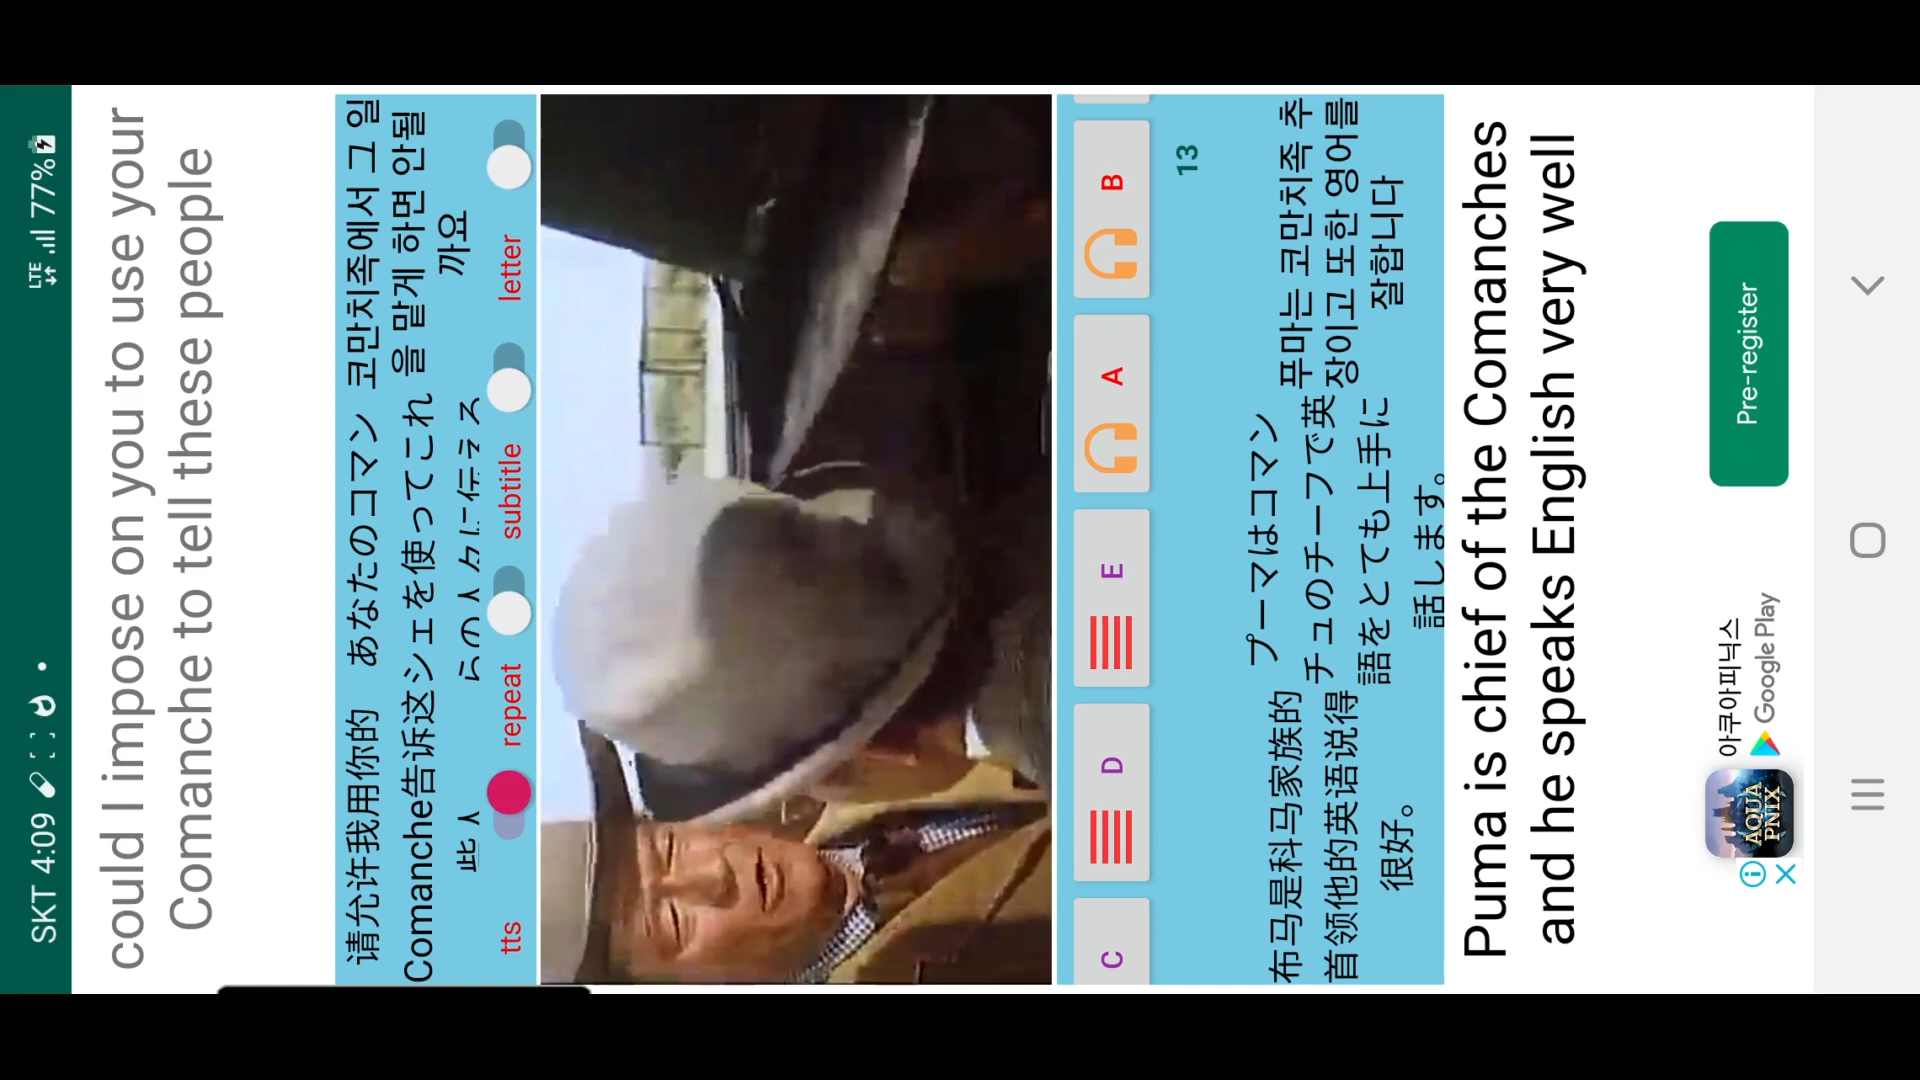 SKT 4:09
LTE
77%
could I impose on you to use your
Comanche to tell these people
请允许我用你的
Comanche告诉这
些人
あなたのコマン
シェを使ってこれ
らの人々に伝える
코만치족에서 그 일
을 맡게 하면 안될
까요
tts
repeat
subtitle
letter
C
D
E
A
B
13
布马是科马家族的
首领他的英语说得
很好。
プーマはコマン
チュのチーフで英
語をとても上手に
話します。
푸마는 코만치족 추
장이고 또한 영어를
잘합니다
Puma is chief of the Comanches
and he speaks English very well
AQUA
PNIX
아쿠아피닉스
Google Play
Pre-register